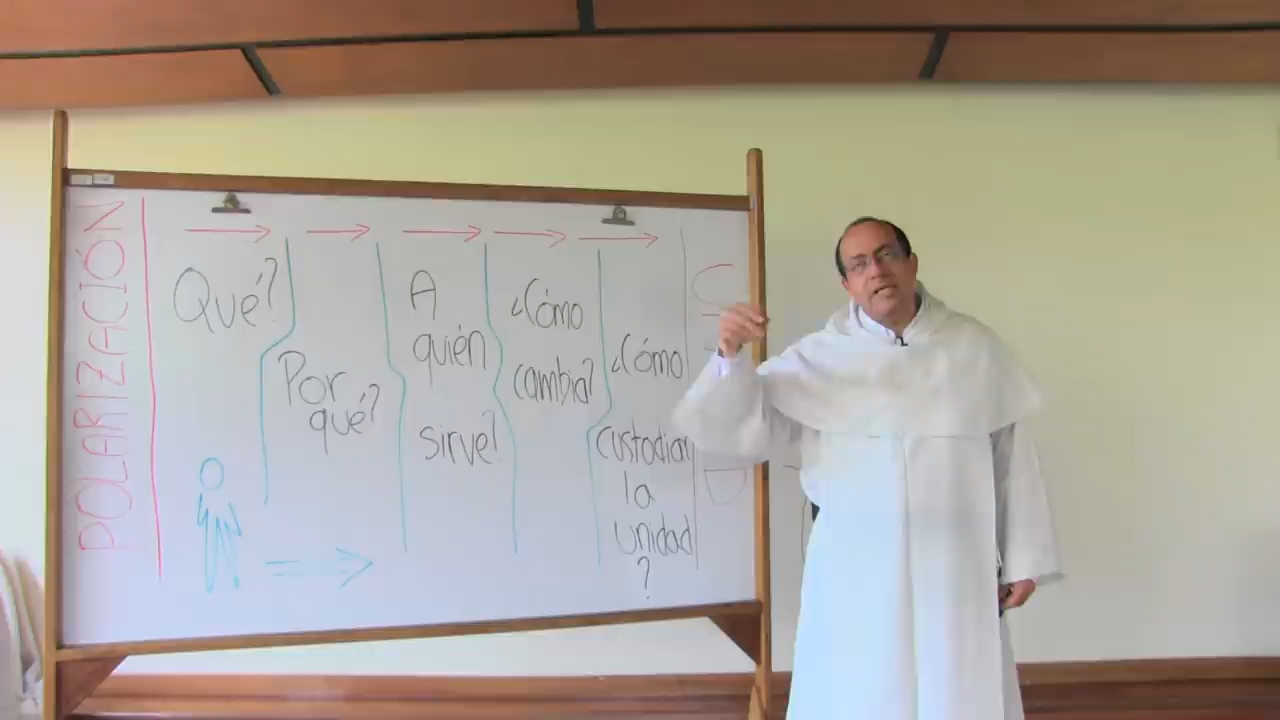 POLARIZACIÓN
Qué?
Por
qué?
A
quién
sirve?
¿Cómo
cambia?
¿Cómo
custodiar
la
unidad
?